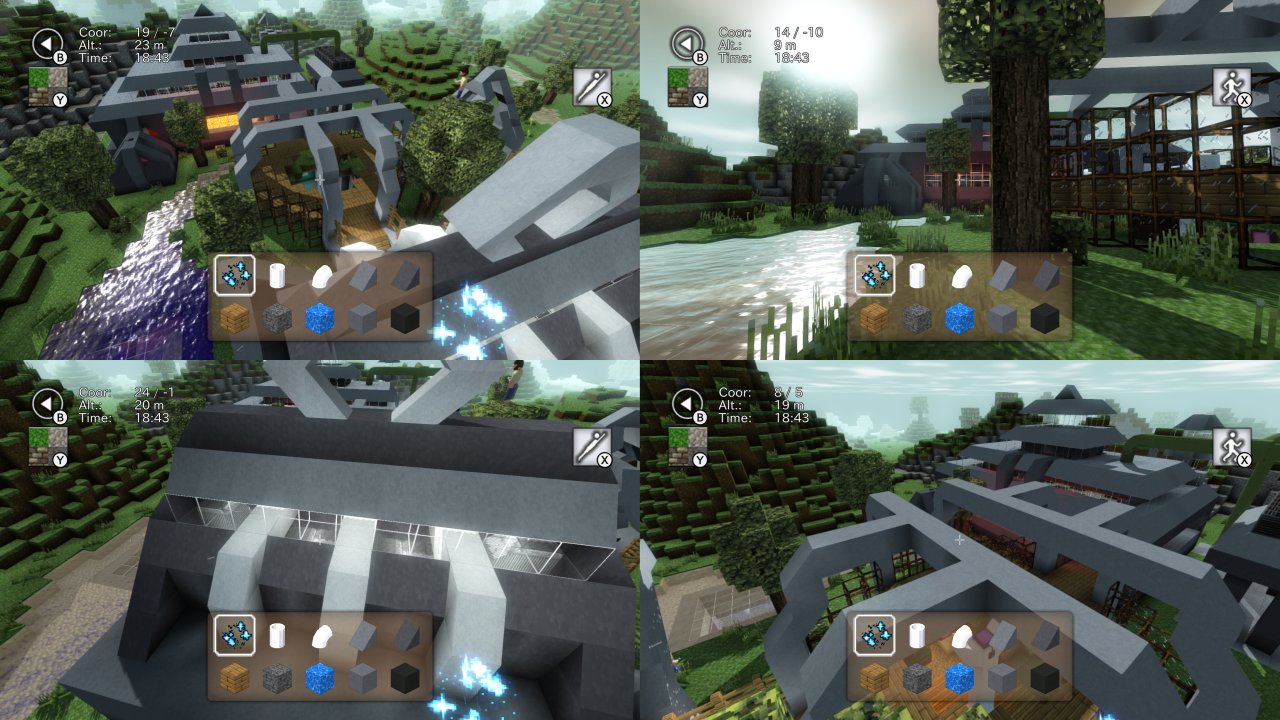 Coor: 19 / -7
Alt.: 23 m
Time: 18:43
B
Y
X
Coor: 14 / -10
Alt.: 9 m
Time: 18:43
B
Y
X
Coor: 24 / -1
Alt.: 20 m
Time: 18:43
B
Y
X
Coor: 8 / 5
Alt.: 19 m
Time: 18:43
B
Y
X